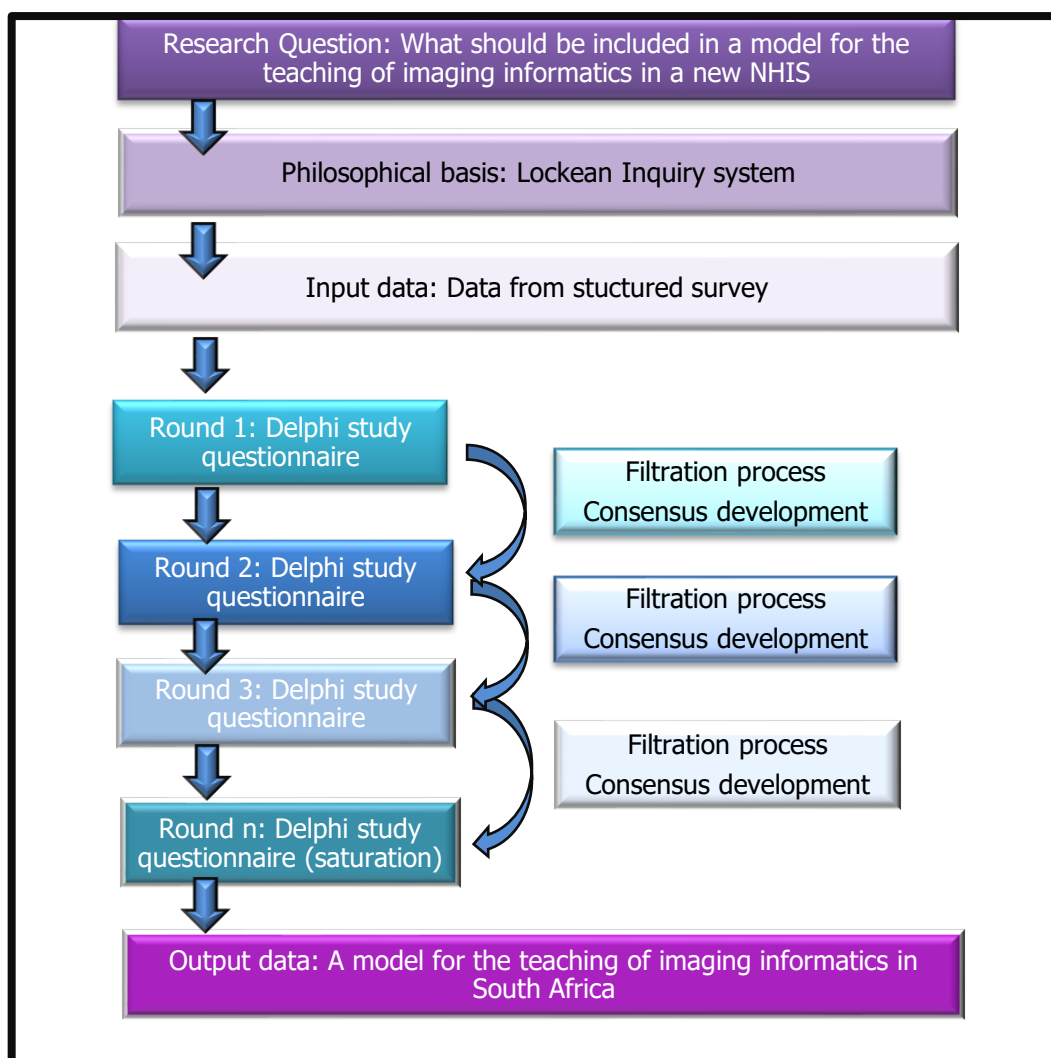 Research Question: What should be included in a model for the
teaching of imaging informatics in a new NHIS
Philosophical basis: Lockean Inquiry system
Input data: Data from stuctured survey
Round 1: Delphi study
questionnaire
Filtration process
Consensus development
Round 2: Delphi study
questionnaire
Filtration process
Consensus development
Round 3: Delphi study
questionnaire
Filtration process
Consensus development
Round n: Delphi study
questionnaire (saturation)
Output data: A model for the teaching of imaging informatics in
South Africa